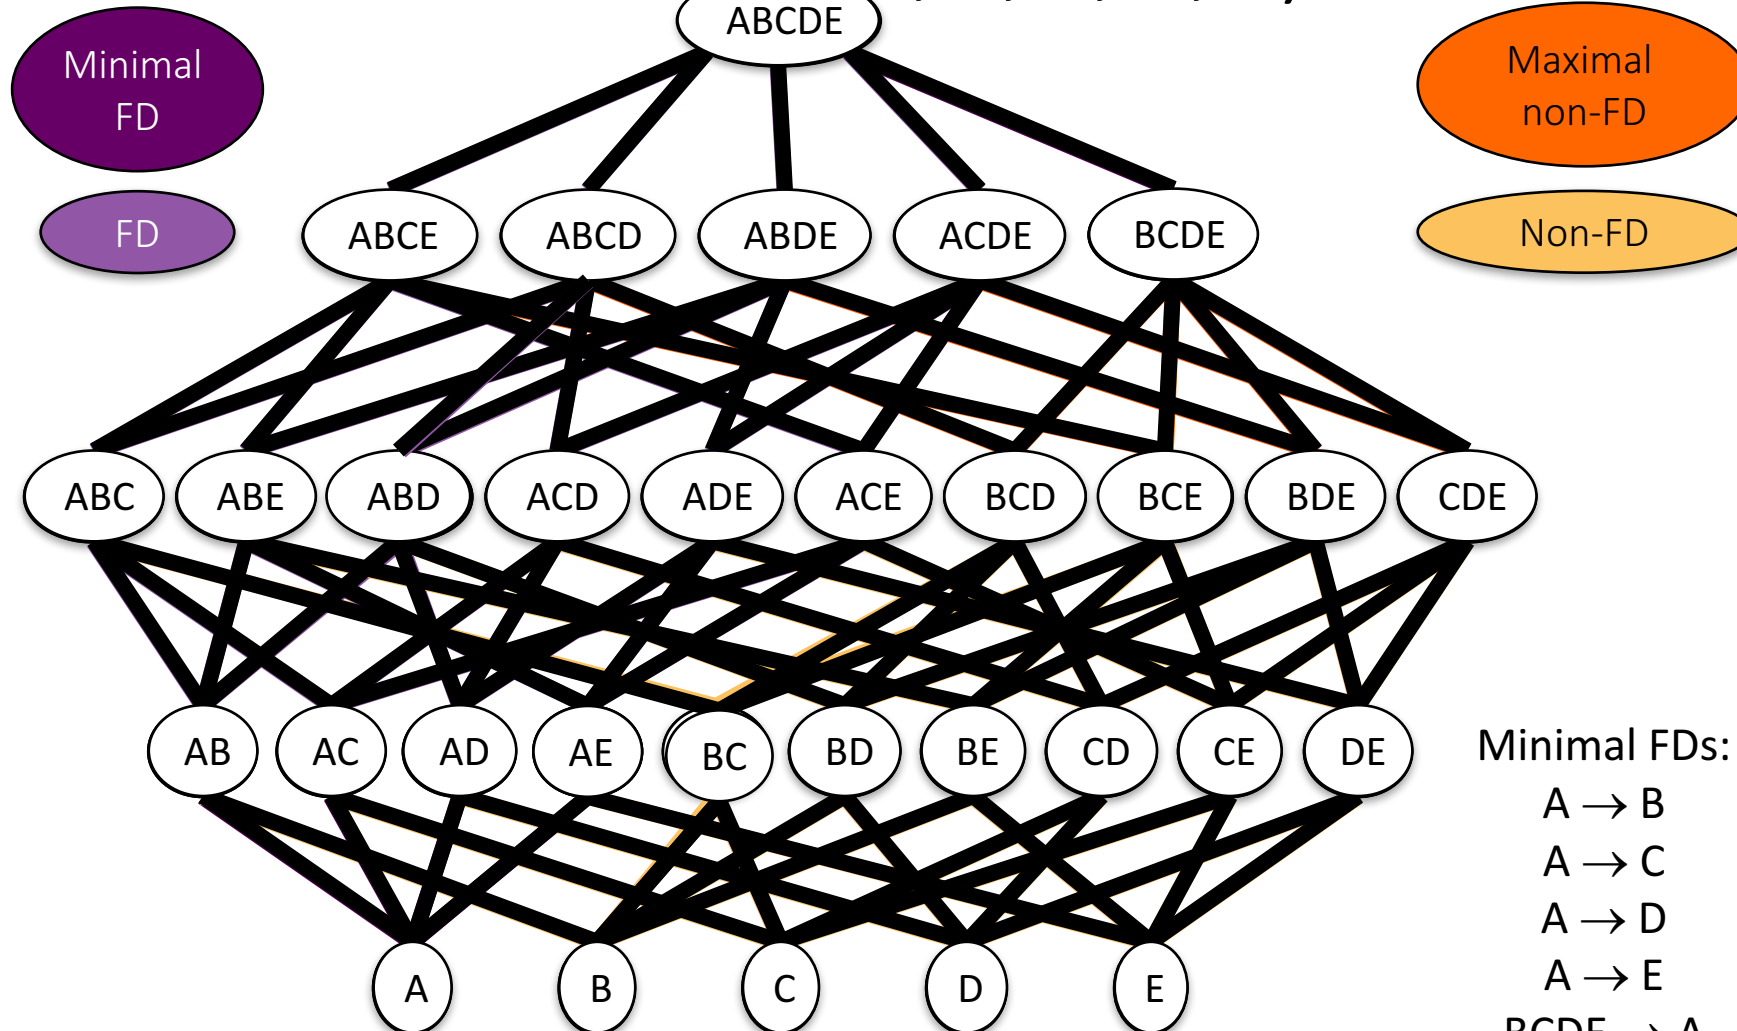 ABCDE
Minimal
FD
Maximal
non-FD
FD
ABCE ABCD ABDE ACDE BCDE
Non-FD
ABC ABE ABD ACD ADE ACE BCD BCE BDE CDE
AB AC AD AE BC BD BE CD CE DE
Minimal FDs:
A → B
A → C
A → D
A → E
BCDE → A
A B C D E